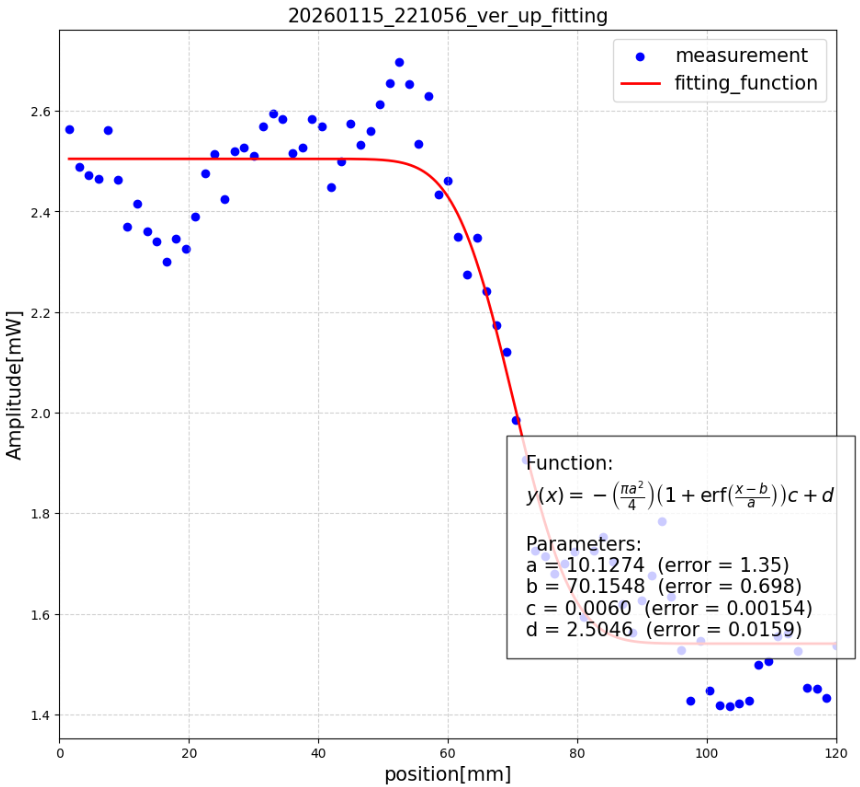 20260115_221056_ver_up_fitting
measurement
fitting_function
Amplitude[mW]
2.6
2.4
2.2
2.0
1.8
1.6
1.4
Function:
y(x) = −(πa²/4)(1 + erf((x−b)/a))c + d
Parameters:
a = 10.1274 (error = 1.35)
b = 70.1548 (error = 0.698)
c = 0.0060 (error = 0.00154)
d = 2.5046 (error = 0.0159)
0 20 40 60 80 100 120
position[mm]